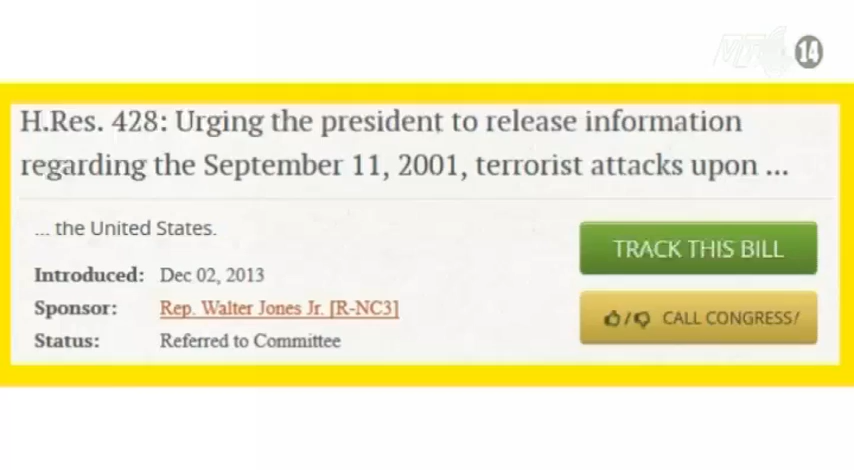 14
H.Res. 428: Urging the president to release information
regarding the September 11, 2001, terrorist attacks upon ...
... the United States.
Introduced: Dec 02, 2013
Sponsor: Rep. Walter Jones Jr. [R-NC3]
Status: Referred to Committee
TRACK THIS BILL
/ CALL CONGRESS/